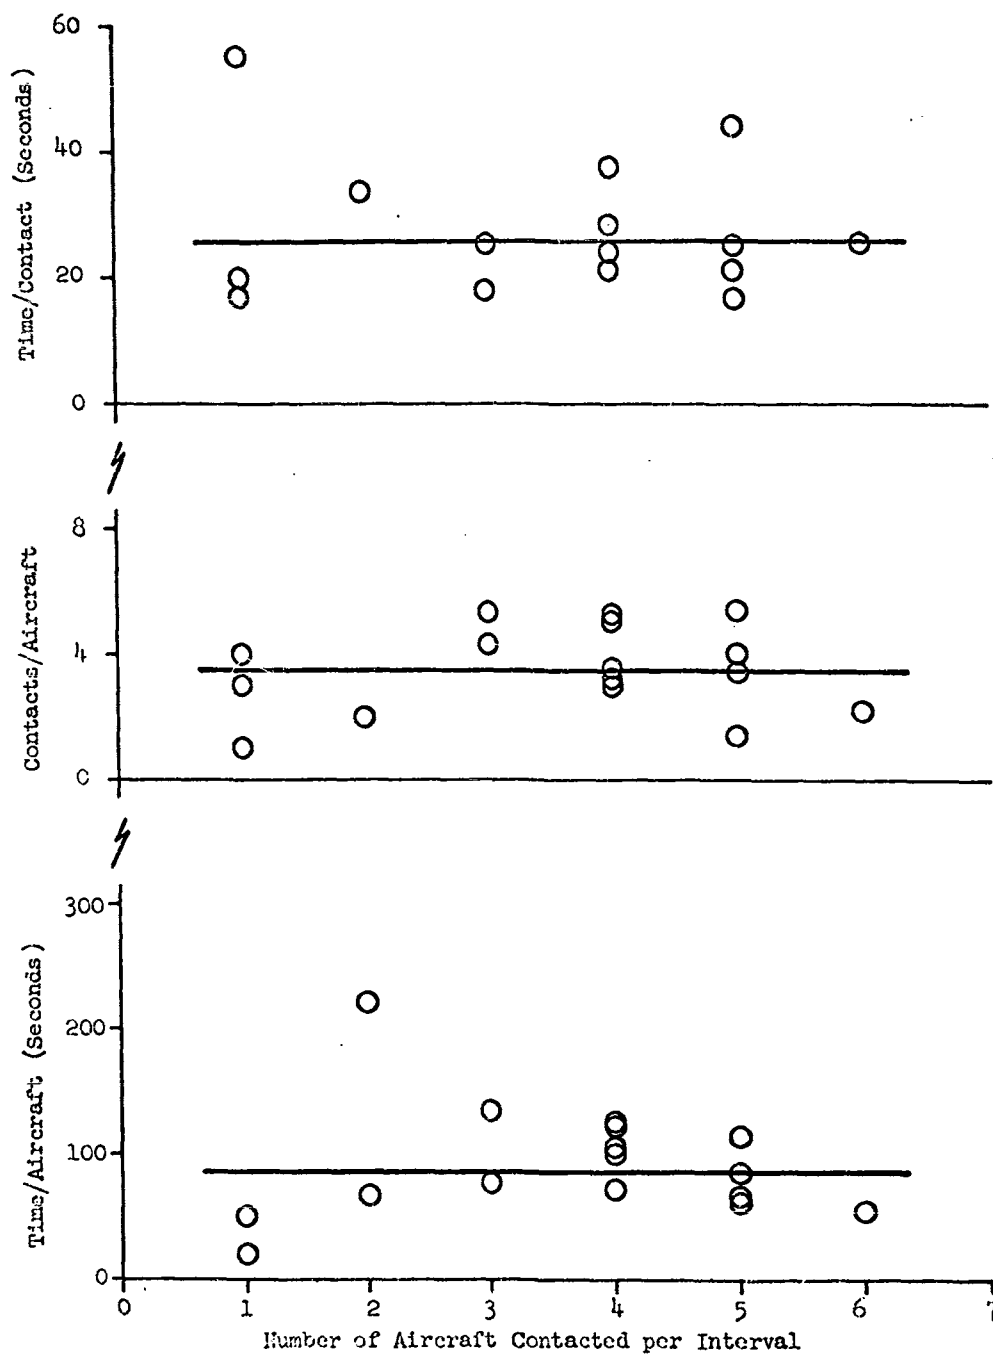 60
40
20
0
Time/Contact (Seconds)
8
4
0
Contacts/Aircraft
300
200
100
0
Time/Aircraft (Seconds)
0 1 2 3 4 5 6 7
Number of Aircraft Contacted per Interval